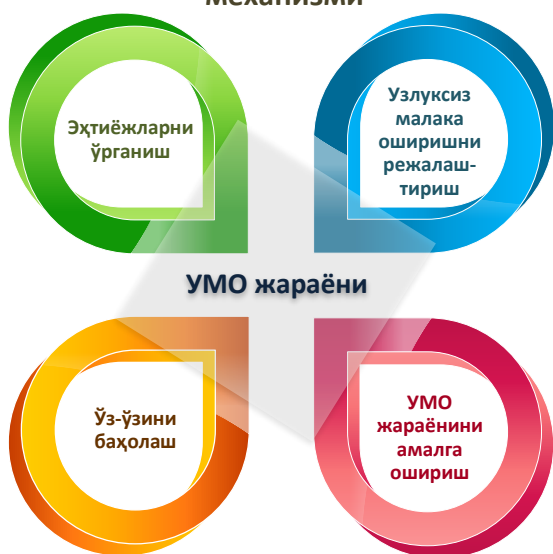 механизми
Эҳтиёжларни
ўрганиш
Узлуксиз
малака
оширишни
режалаш-
тириш
УМО жараёни
Ўз-ўзини
баҳолаш
УМО
жараёнини
амалга
ошириш